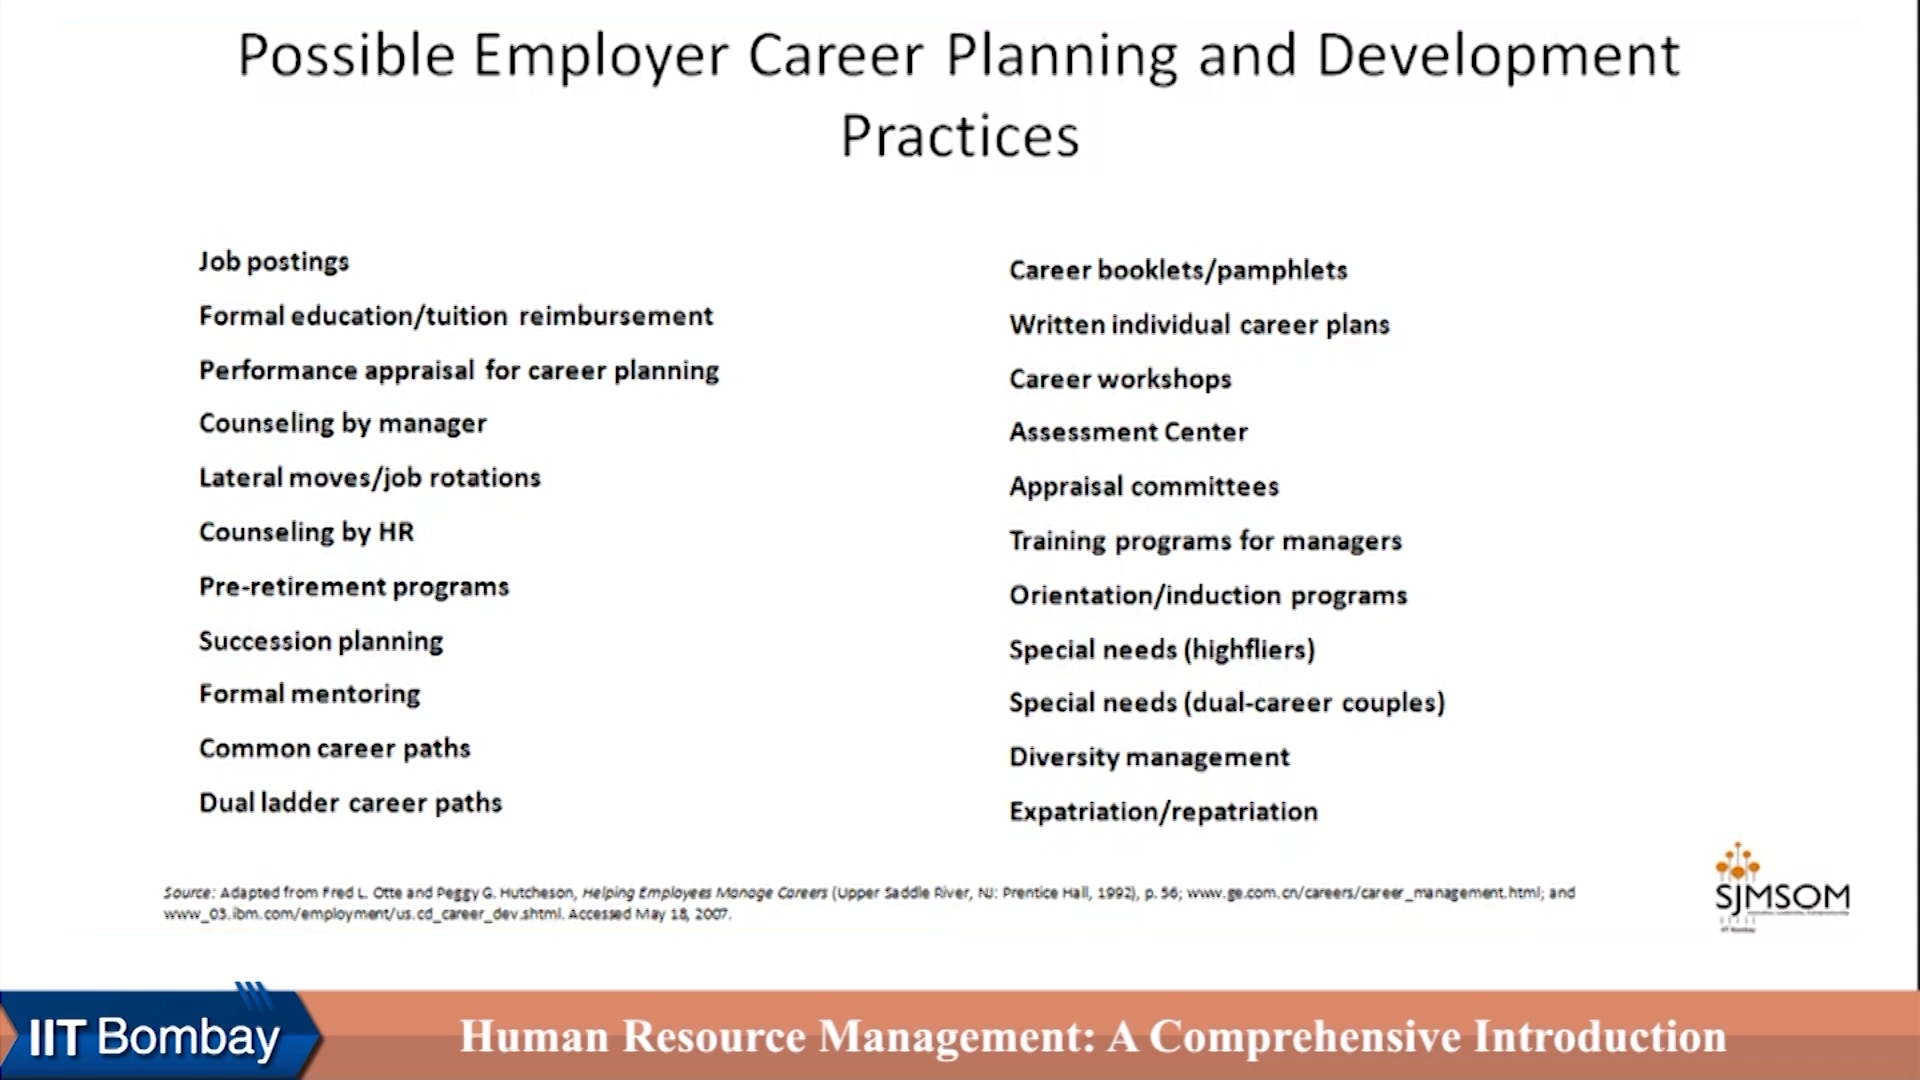 Possible Employer Career Planning and Development
Practices
Job postings
Formal education/tuition reimbursement
Performance appraisal for career planning
Counseling by manager
Lateral moves/job rotations
Counseling by HR
Pre-retirement programs
Succession planning
Formal mentoring
Common career paths
Dual ladder career paths
Career booklets/pamphlets
Written individual career plans
Career workshops
Assessment Center
Appraisal committees
Training programs for managers
Orientation/induction programs
Special needs (highfliers)
Special needs (dual-career couples)
Diversity management
Expatriation/repatriation
Source: Adapted from Fred L. Otte and Peggy G. Hutcheson, Helping Employees Manage Careers (Upper Saddle River, NJ: Prentice Hall, 1992), p. 56; www.ge.com.cn/careers/career_management.html; and
www_03.ibm.com/employment/us.cd_career_dev.shtml. Accessed May 18, 2007.
SJMSOM
IIT Bombay
IIT Bombay
Human Resource Management: A Comprehensive Introduction